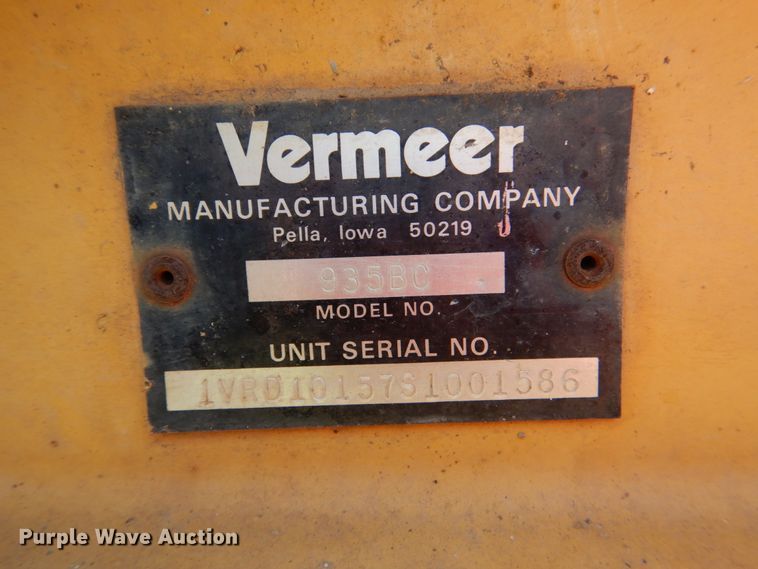 Vermeer
MANUFACTURING COMPANY
Pella, Iowa 50219
935BC
MODEL NO.
UNIT SERIAL NO.
1VRD10157S1001586
Purple Wave Auction